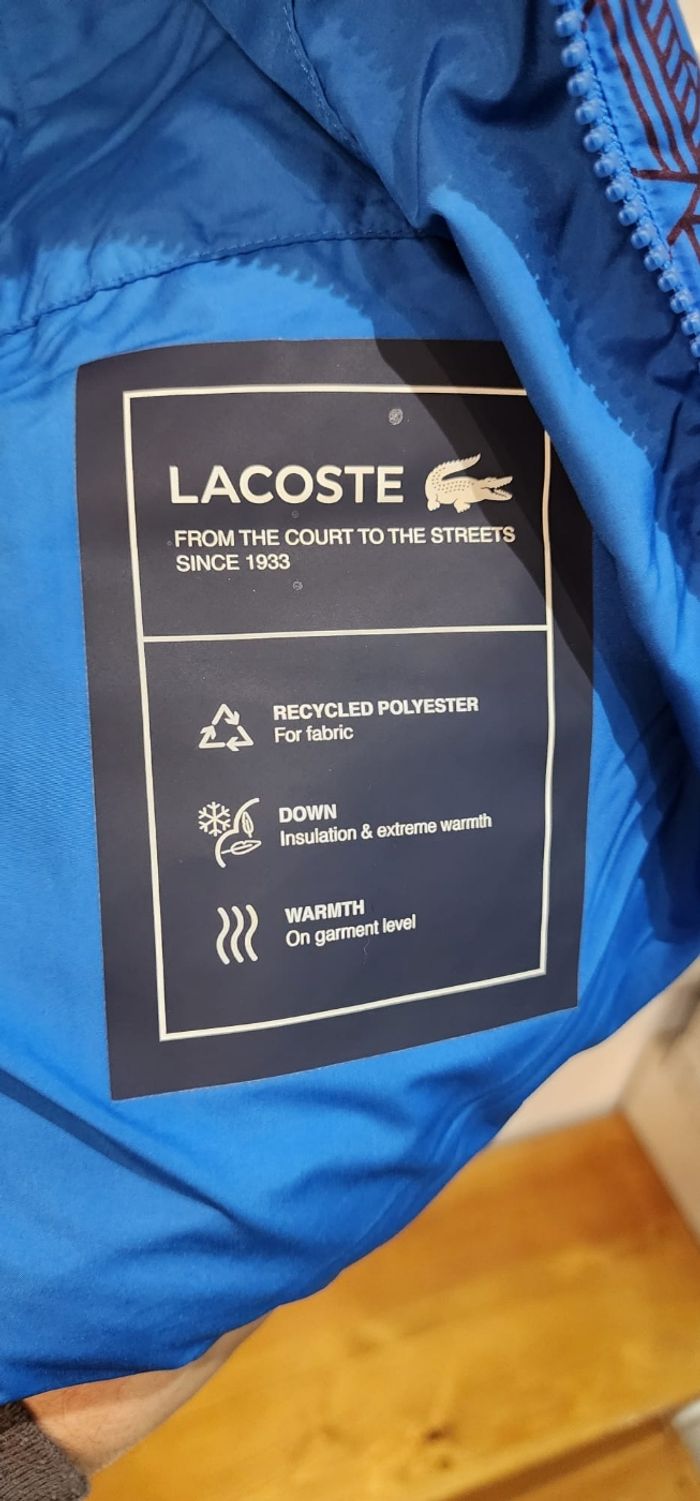 LACOSTE
FROM THE COURT TO THE STREETS
SINCE 1933
RECYCLED POLYESTER
For fabric
DOWN
Insulation & extreme warmth
WARMTH
On garment level